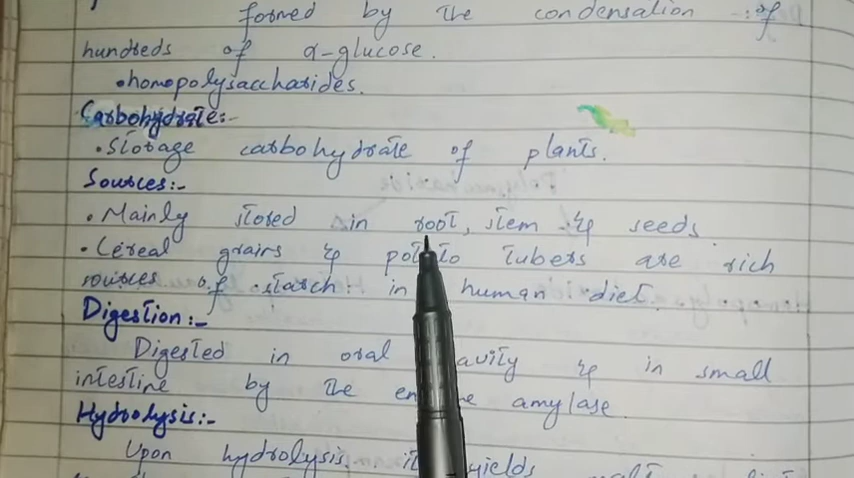 formed by the condensation of
hundreds of α-glucose.
•homopolysaccharides.
Carbohydrate:-
•Storage carbohydrate of plants.
Sources:-
•Mainly stored in root, stem & seeds
•Cereal grains & potato tubers are rich
sources of starch in human diet.
Digestion:-
Digested in oral cavity & in small
intestine by the enzyme amylase.
Hydrolysis:-
Upon hydrolysis, it yields